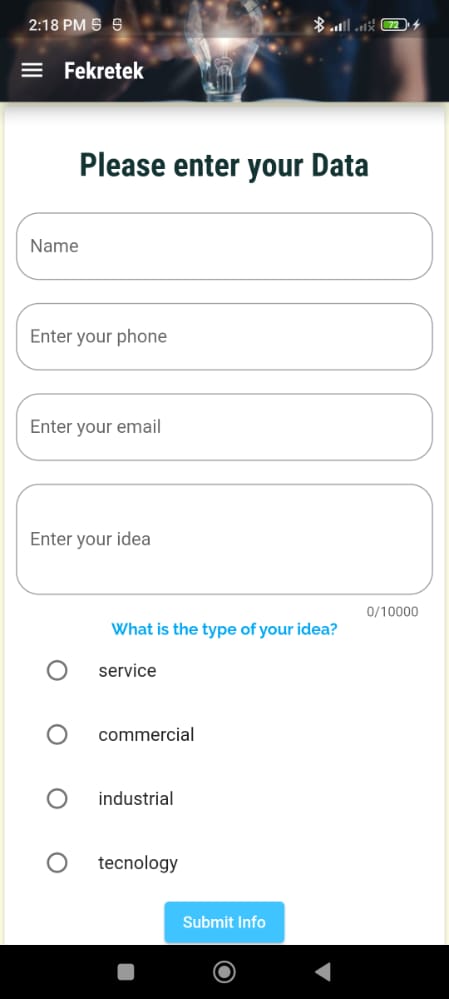 2:18 PM
72
Fekretek
Please enter your Data
Name
Enter your phone
Enter your email
Enter your idea
0/10000
What is the type of your idea?
service
commercial
industrial
tecnology
Submit Info